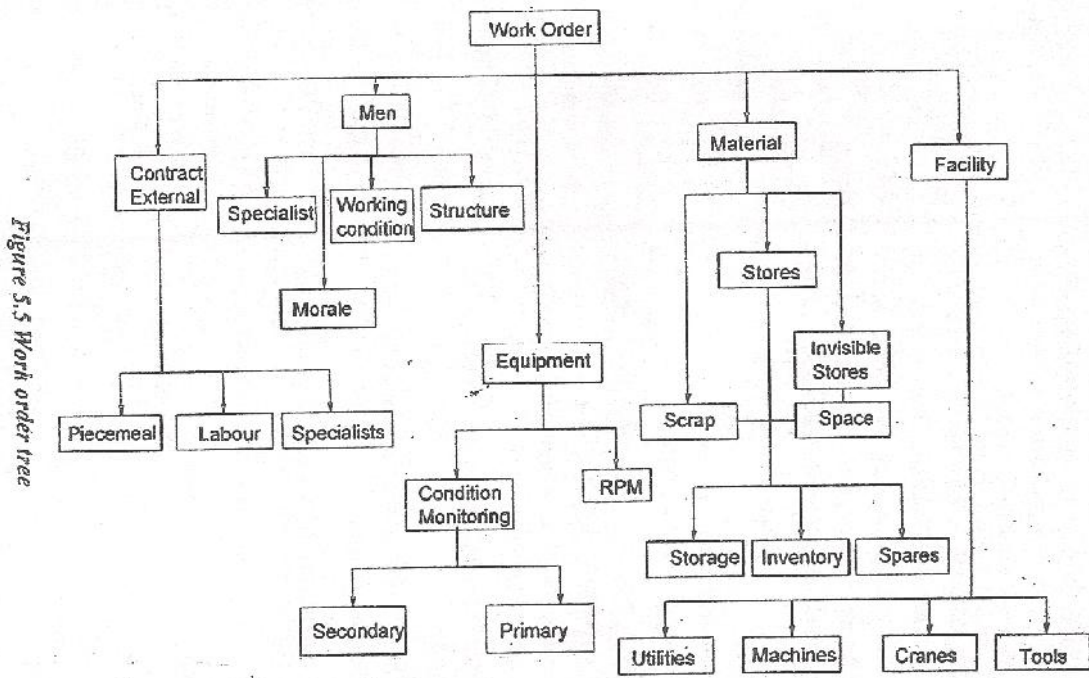 Work Order
Men
Material
Facility
Contract
External
Specialist
Working
condition
Structure
Stores
Morale
Invisible
Stores
Equipment
Piecemeal
Labour
Specialists
Scrap
Space
Condition
Monitoring
RPM
Storage
Inventory
Spares
Secondary
Primary
Utilities
Machines
Cranes
Tools
Figure 5.5 Work order tree